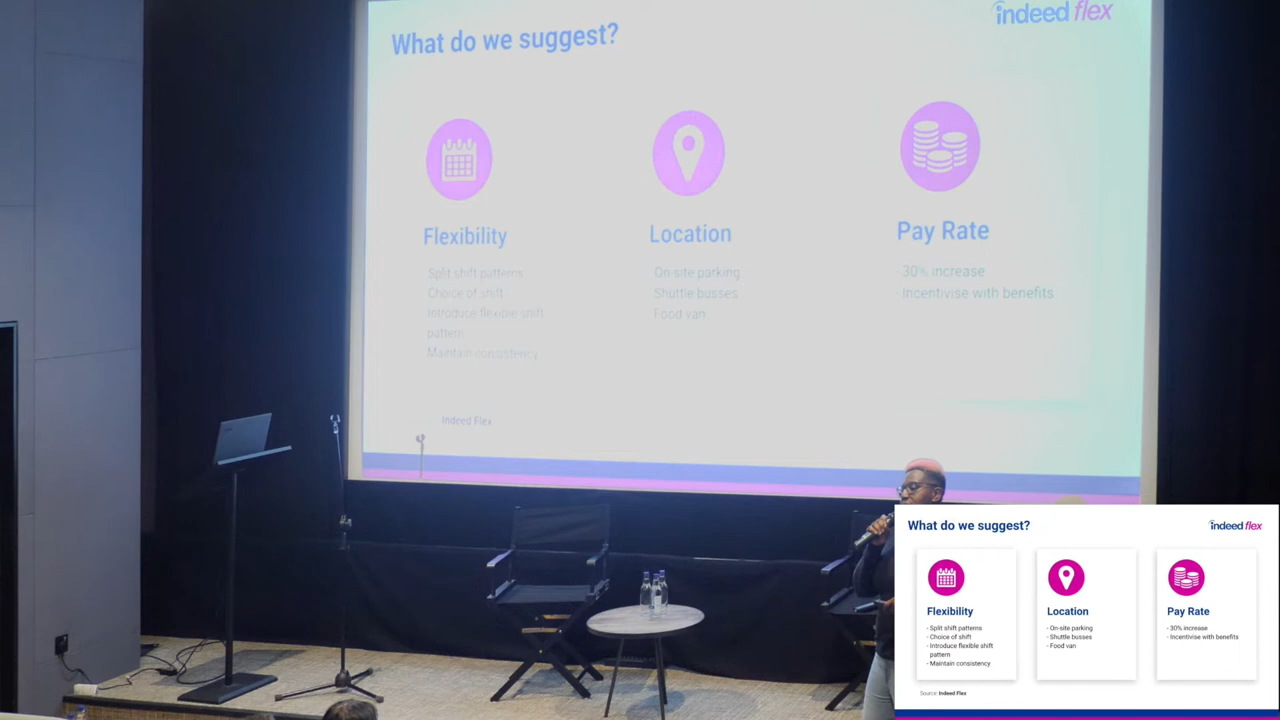 What do we suggest?
indeed flex
Flexibility
Split shift patterns
Choice of shift
Introduce flexible shift
pattern
Maintain consistency
Location
On-site parking
Shuttle busses
Food van
Pay Rate
- 30% increase
Incentivise with benefits
Indeed Flex
What do we suggest?
indeed flex
Flexibility
- Split shift patterns
- Choice of shift
- Introduce flexible shift
pattern
- Maintain consistency
Location
- On-site parking
- Shuttle busses
- Food van
Pay Rate
- 30% increase
- Incentivise with benefits
Source: Indeed Flex